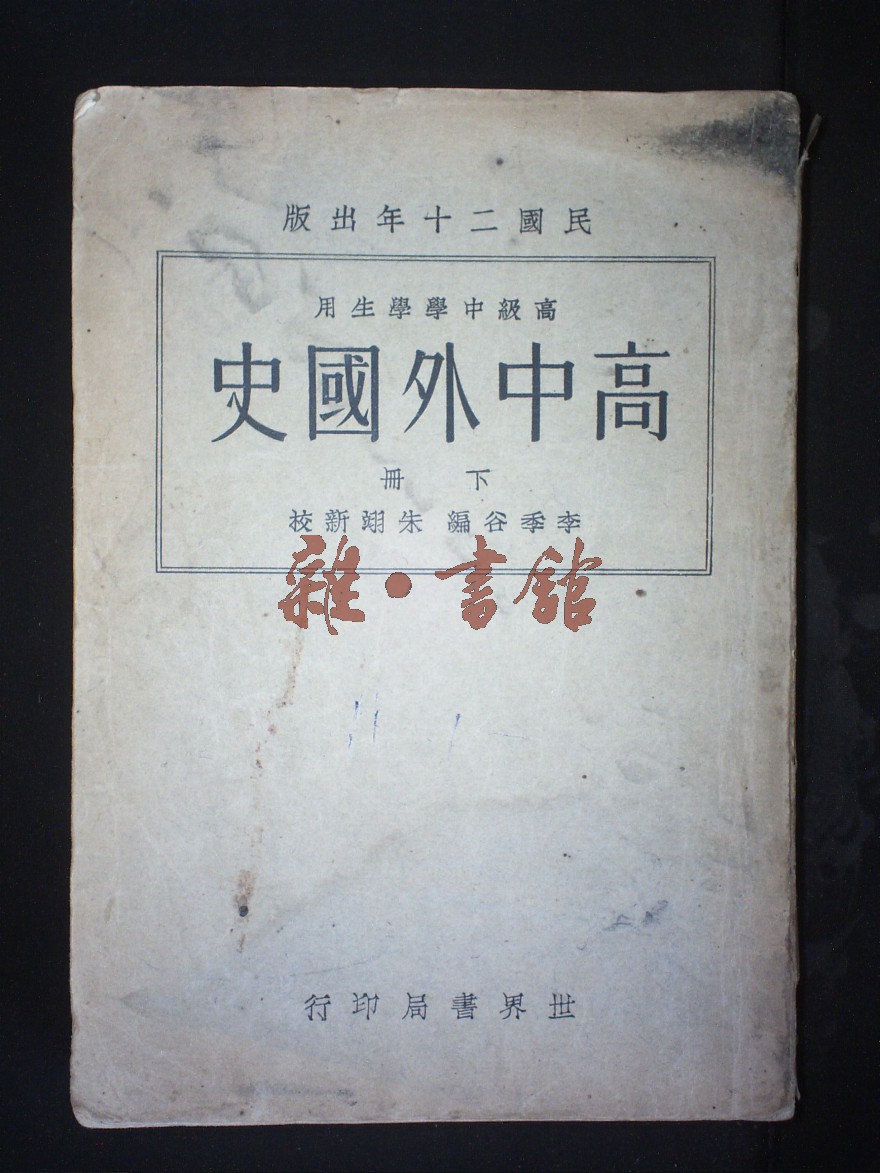 民國二十年出版
高級中學學生用
高中外國史
下冊
李季谷編 朱翊新校
雜·書館
世界書局印行